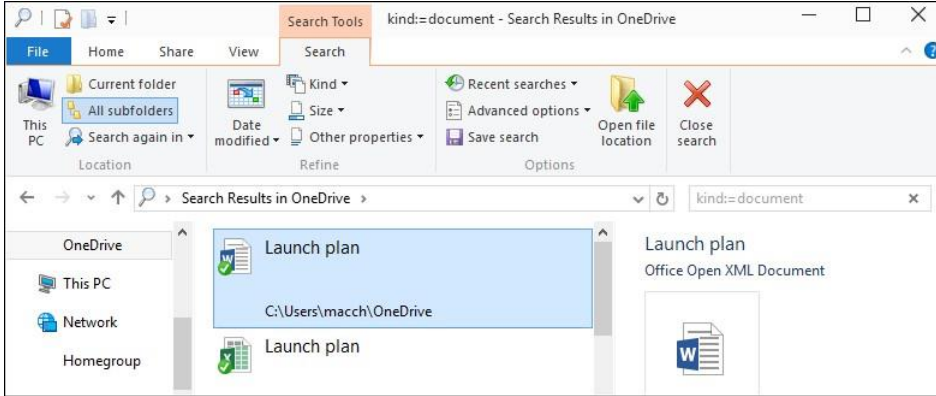 Search Tools
kind:=document - Search Results in OneDrive
File
Home
Share
View
Search
?
This
PC
Current folder
All subfolders
Search again in
Location
Date
modified
Kind
Size
Other properties
Refine
Recent searches
Advanced options
Save search
Options
Open file
location
Close
search
Search Results in OneDrive
kind:=document
OneDrive
This PC
Network
Homegroup
Launch plan
C:\Users\macch\OneDrive
Launch plan
Launch plan
Office Open XML Document
W